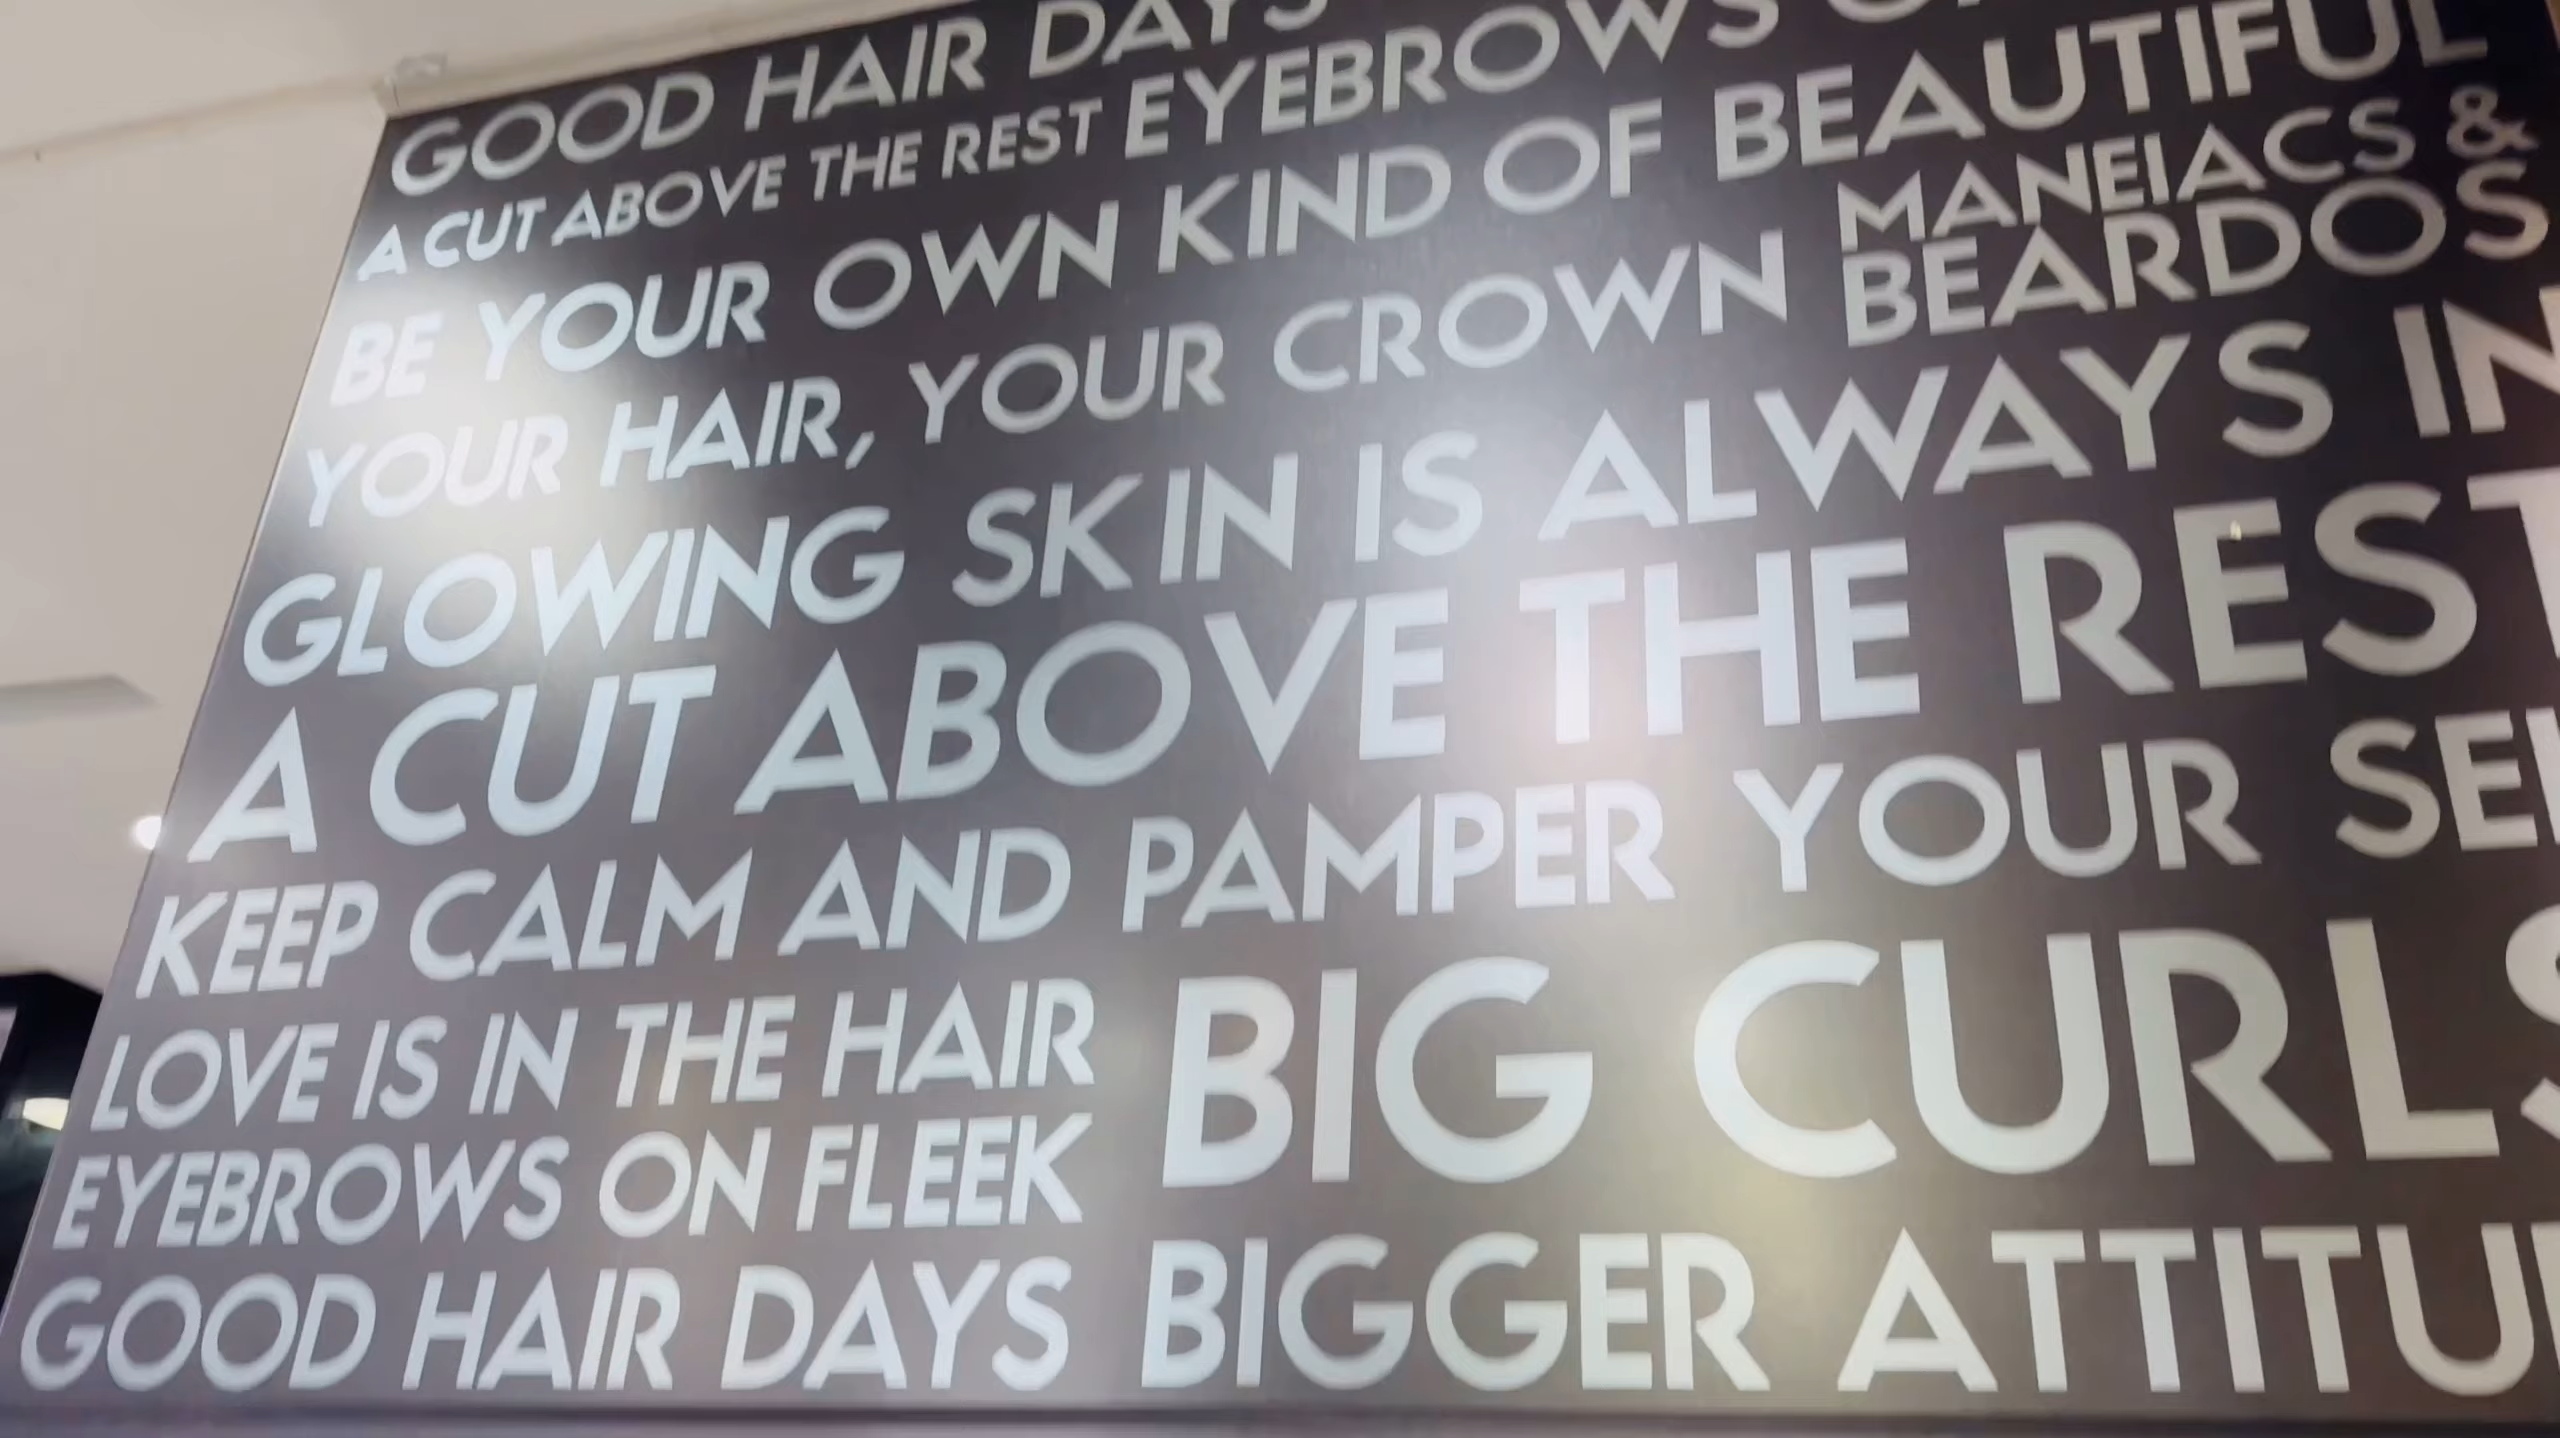 GOOD HAIR DAYS
A CUT ABOVE THE REST EYEBROWS
BE YOUR OWN KIND OF BEAUTIFUL
YOUR HAIR, YOUR CROWN MANEIACS &
BEARDOS
GLOWING SKIN IS ALWAYS IN
A CUT ABOVE THE REST
KEEP CALM AND PAMPER YOUR
LOVE IS IN THE HAIR
EYEBROWS ON FLEEK
GOOD HAIR DAYS
BIG CURLS
BIGGER